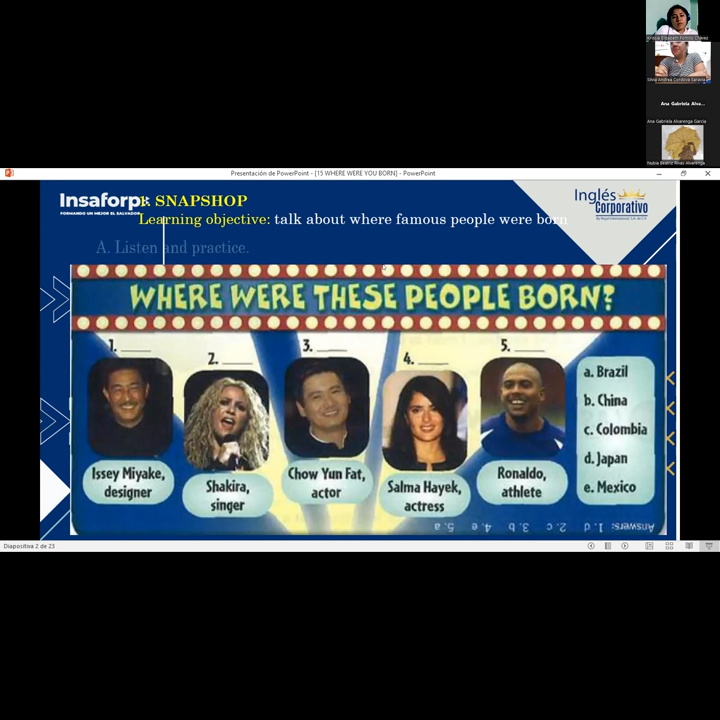 Ana Gabriela Alva...
Ana Gabriela Alvarenga Garcia
Nubia Beatriz Rivas Alvarenga
Presentación de PowerPoint - [15 WHERE WERE YOU BORN] - PowerPoint
Insaforp
FORMANDO UN MEJOR EL SALVADOR
1. SNAPSHOP
Learning objective: talk about where famous people were born
Inglés
Corporativo
A. Listen and practice.
WHERE WERE THESE PEOPLE BORN?
1. ____
2. ____
3. ____
4. ____
5. ____
Issey Miyake,
designer
Shakira,
singer
Chow Yun Fat,
actor
Salma Hayek,
actress
Ronaldo,
athlete
a. Brazil
b. China
c. Colombia
d. Japan
e. Mexico
Answers: 1. d 2. c 3. b 4. e 5. a
Diapositiva 2 de 23